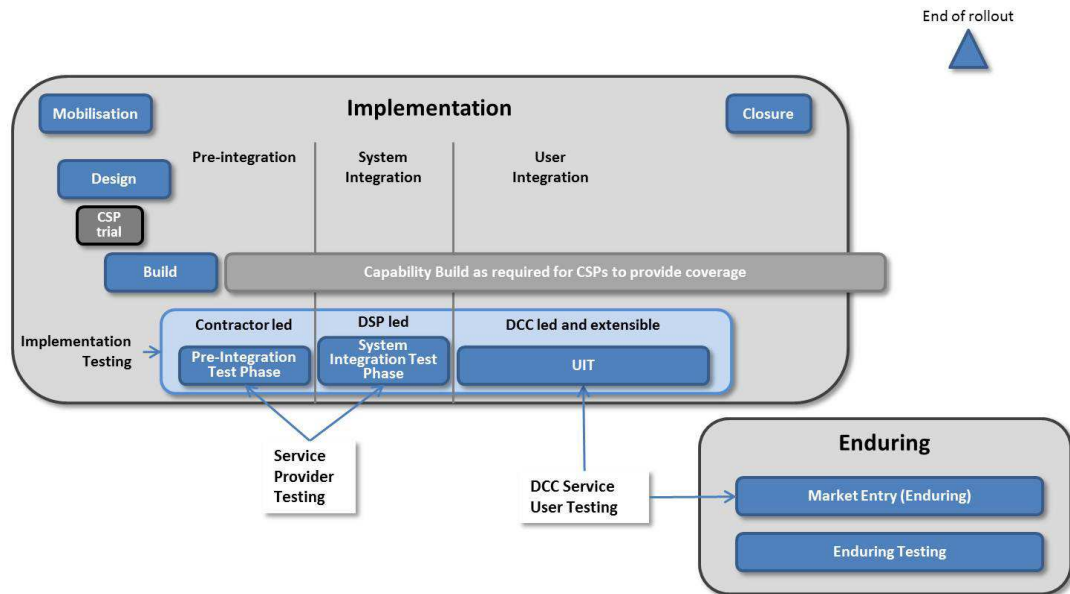 End of rollout
Mobilisation
Implementation
Closure
Pre-integration
System
Integration
User
Integration
Design
CSP
trial
Build
Capability Build as required for CSPs to provide coverage
Contractor led
DSP led
DCC led and extensible
Implementation
Testing
Pre-Integration
Test Phase
System
Integration Test
Phase
UIT
Service
Provider
Testing
DCC Service
User Testing
Enduring
Market Entry (Enduring)
Enduring Testing